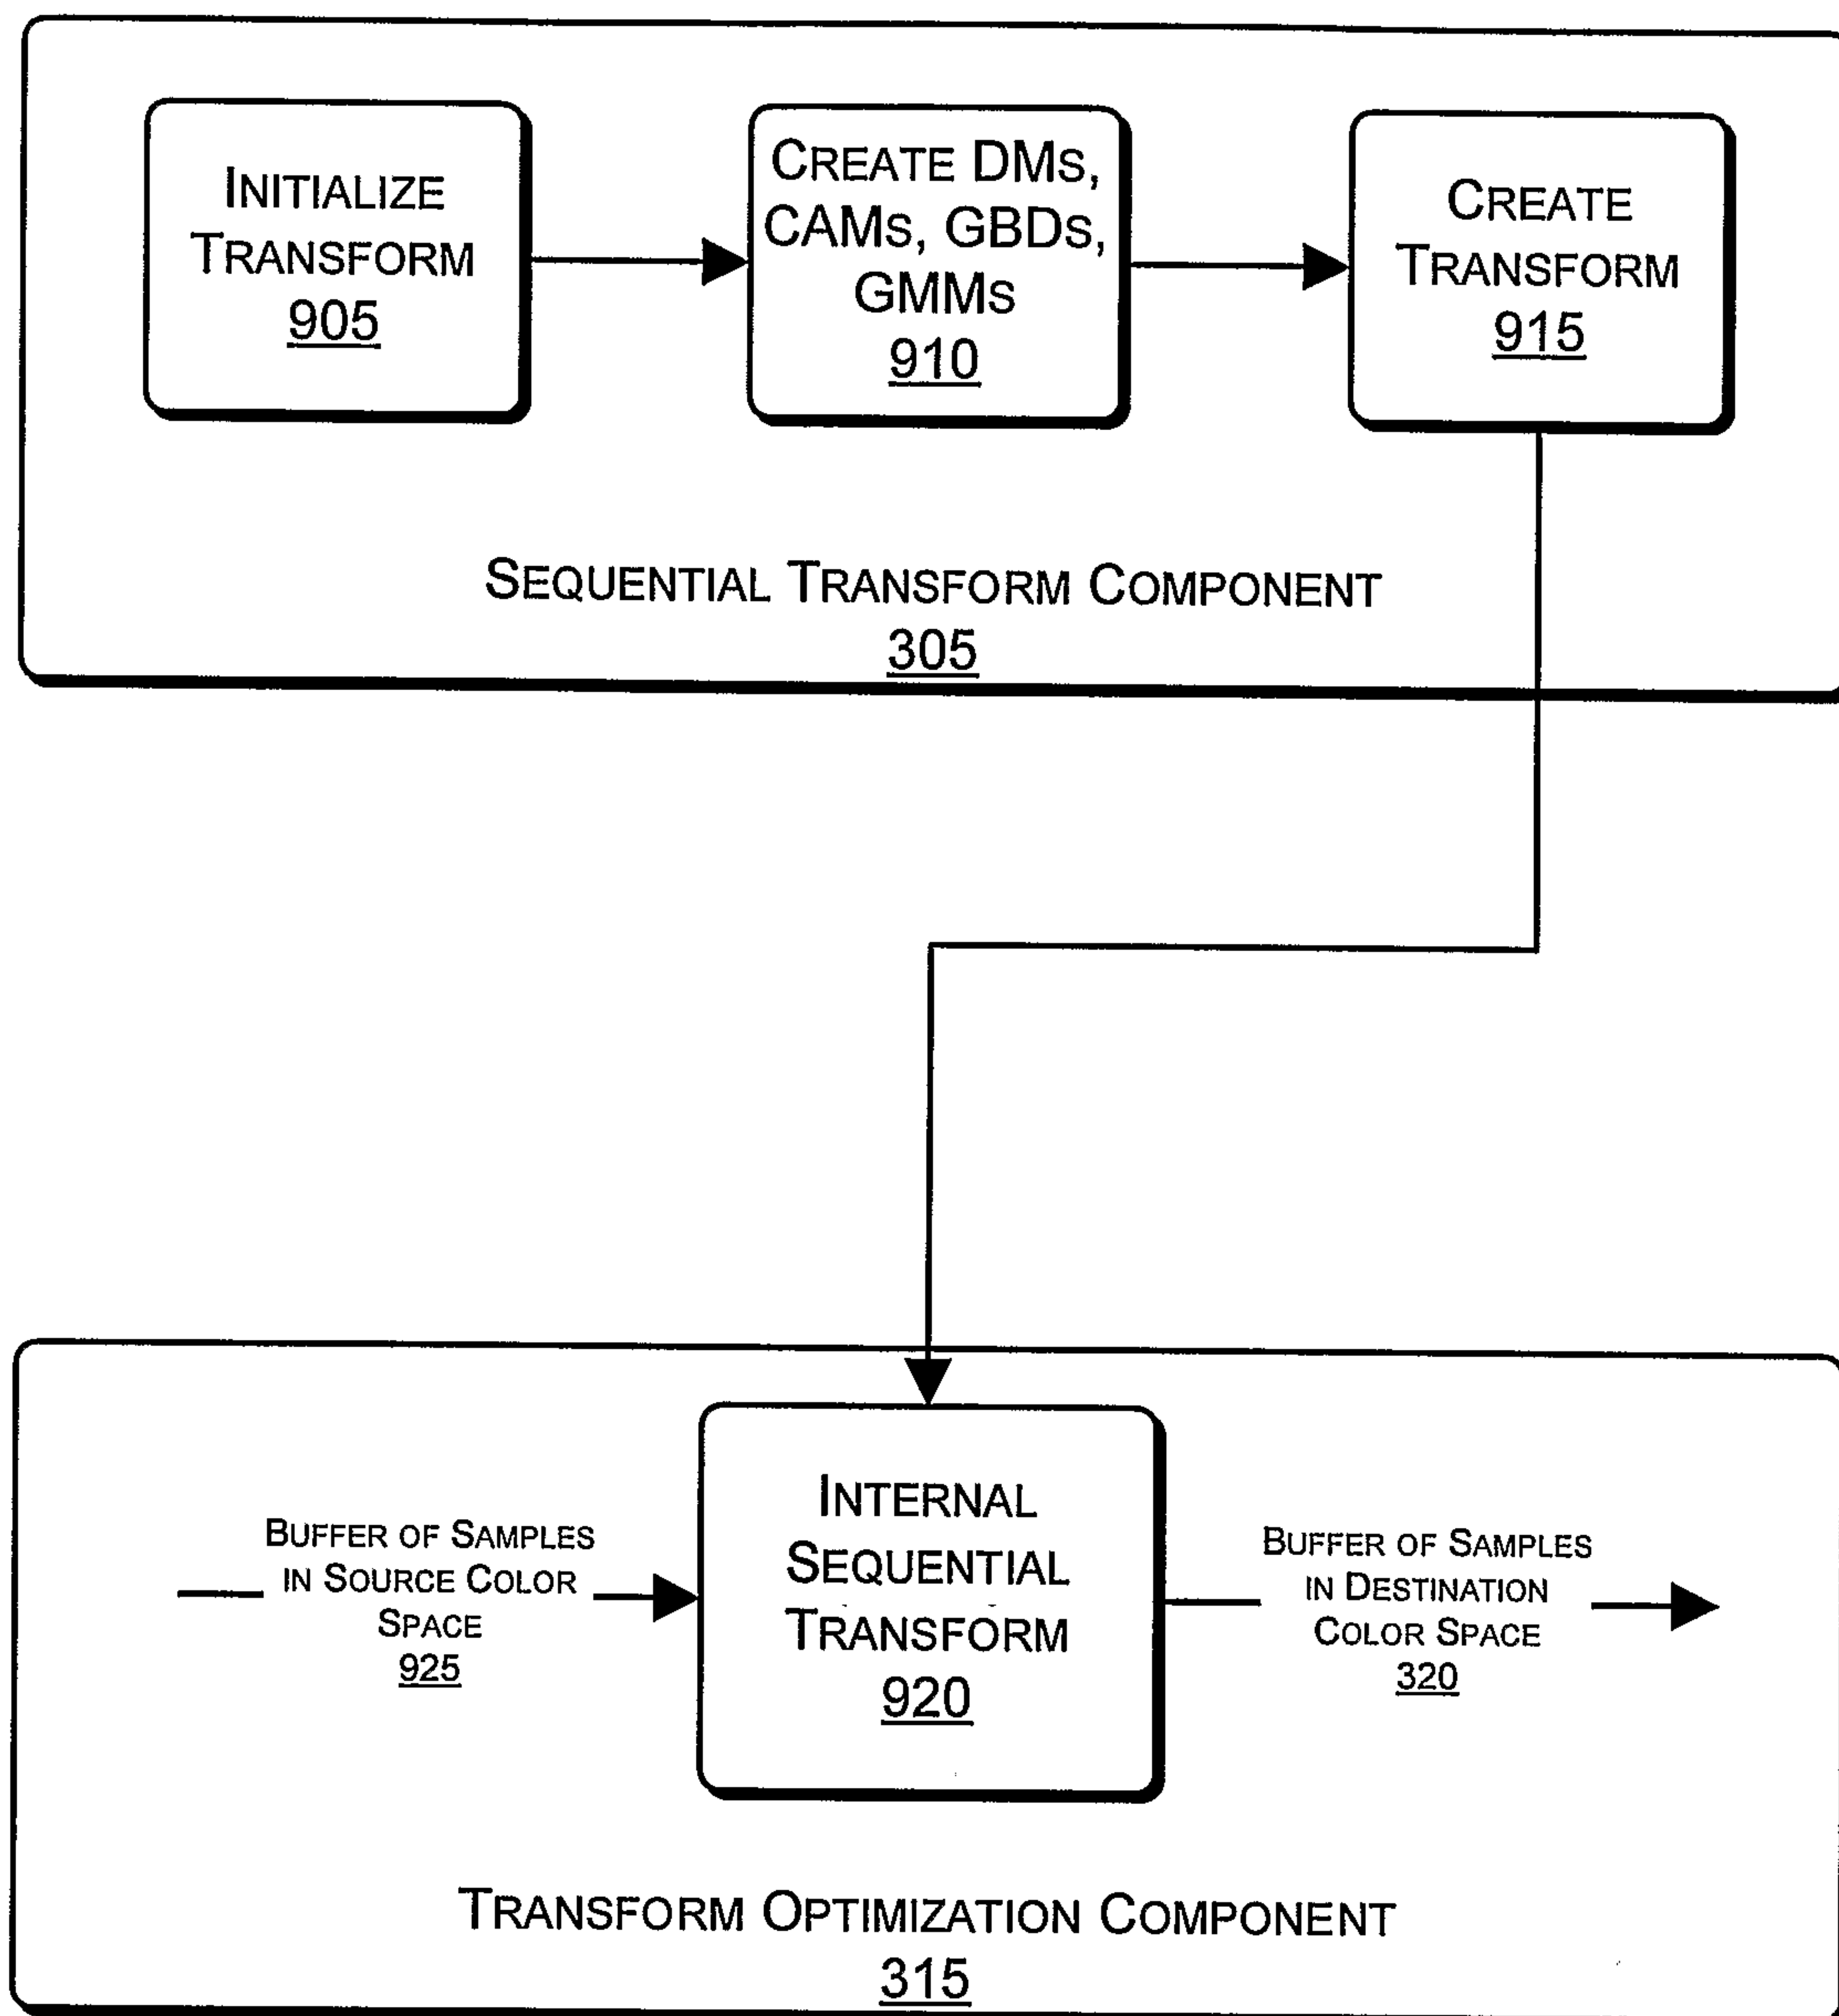 INITIALIZE
TRANSFORM
905
CREATE DMS,
CAMS, GBDS,
GMMS
910
CREATE
TRANSFORM
915
SEQUENTIAL TRANSFORM COMPONENT
305
INTERNAL
SEQUENTIAL
TRANSFORM
920
BUFFER OF SAMPLES
IN SOURCE COLOR
SPACE
925
BUFFER OF SAMPLES
IN DESTINATION
COLOR SPACE
320
TRANSFORM OPTIMIZATION COMPONENT
315